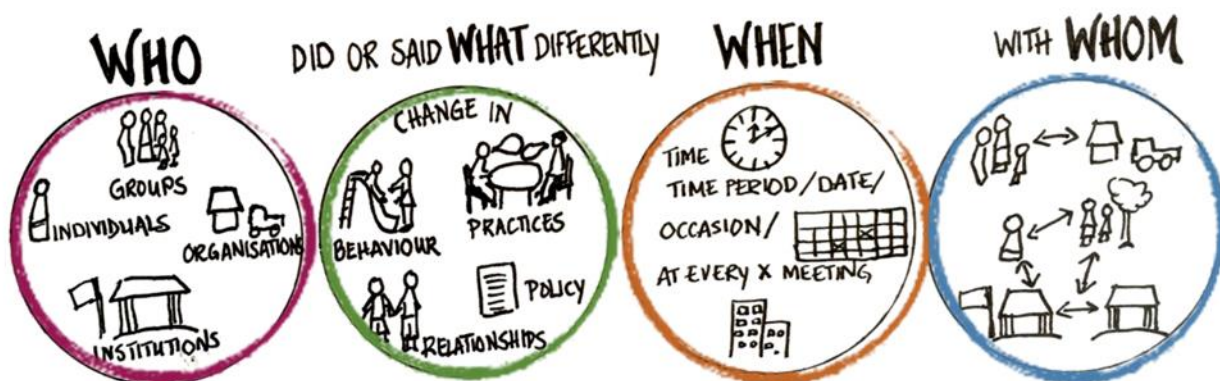 WHO
GROUPS
INDIVIDUALS
ORGANISATIONS
INSTITUTIONS
DID OR SAID WHAT DIFFERENTLY
CHANGE IN
PRACTICES
BEHAVIOUR
POLICY
RELATIONSHIPS
WHEN
TIME
TIME PERIOD/DATE/
OCCASION/
AT EVERY X MEETING
WITH WHOM